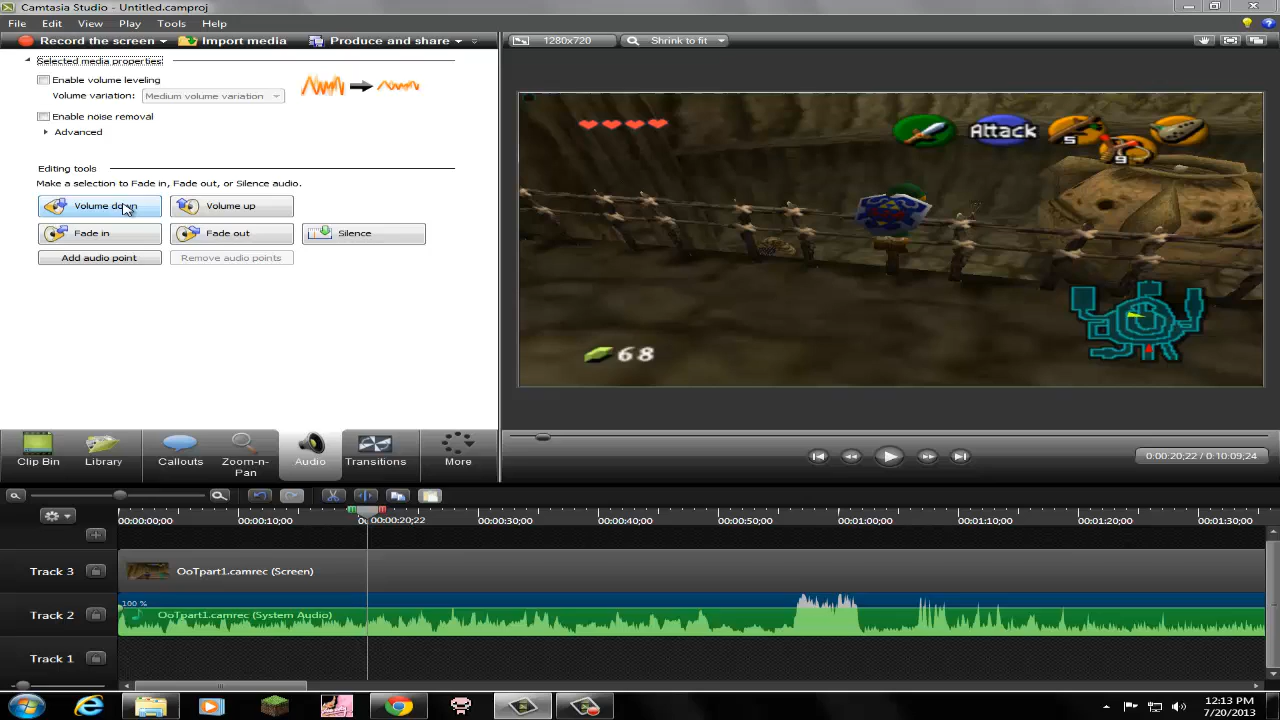 Camtasia Studio - Untitled.camproj
File Edit View Play Tools
Record the screen Import media Produce and share
1280x720 Shrink to fit
Selected media properties
Enable volume leveling
Volume variation: Medium volume variation
Enable noise removal
Advanced
Editing tools
Make a selection to Fade in, Fade out, or Silence audio.
Volume down Volume up
Fade in Fade out Silence
Add audio point Remove audio points
Attack
5
9
68
Clip Bin Library Callouts Zoom-n-Pan Audio Transitions More
0:00:20;22 / 0:10:09;24
00:00:00;00 00:00:10;00 00:00:20;22 00:00:30;00 00:00:40;00 00:00:50;00 00:01:00;00 00:01:10;00 00:01:20;00 00:01:30;00
Track 3 OoTpart1.camrec (Screen)
100 %
Track 2 OoTpart1.camrec (System Audio)
Track 1
12:13 PM
7/20/2013